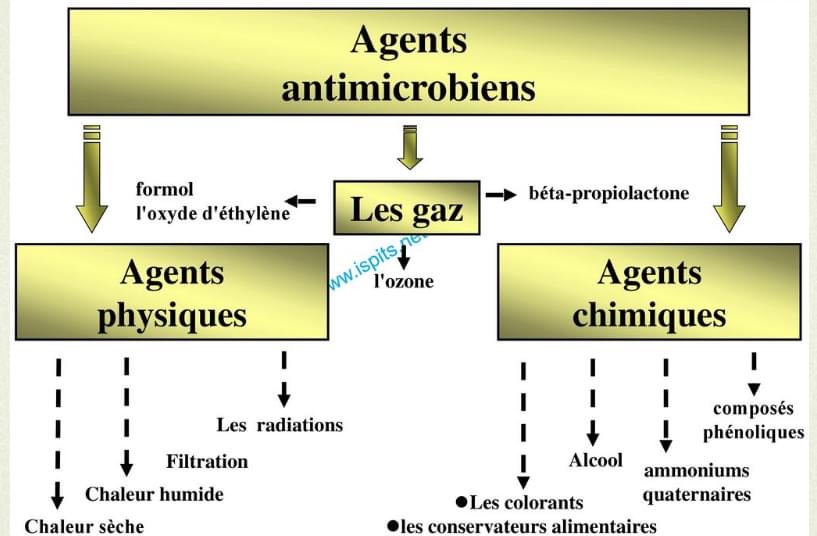 Agents
antimicrobiens
formol
l'oxyde d'éthylène
Les gaz
béta-propiolactone
ww.ispits.net
l'ozone
Agents
physiques
Agents
chimiques
Les radiations
Filtration
Chaleur humide
Chaleur sèche
composés
phénoliques
Alcool
ammoniums
quaternaires
●Les colorants
●les conservateurs alimentaires